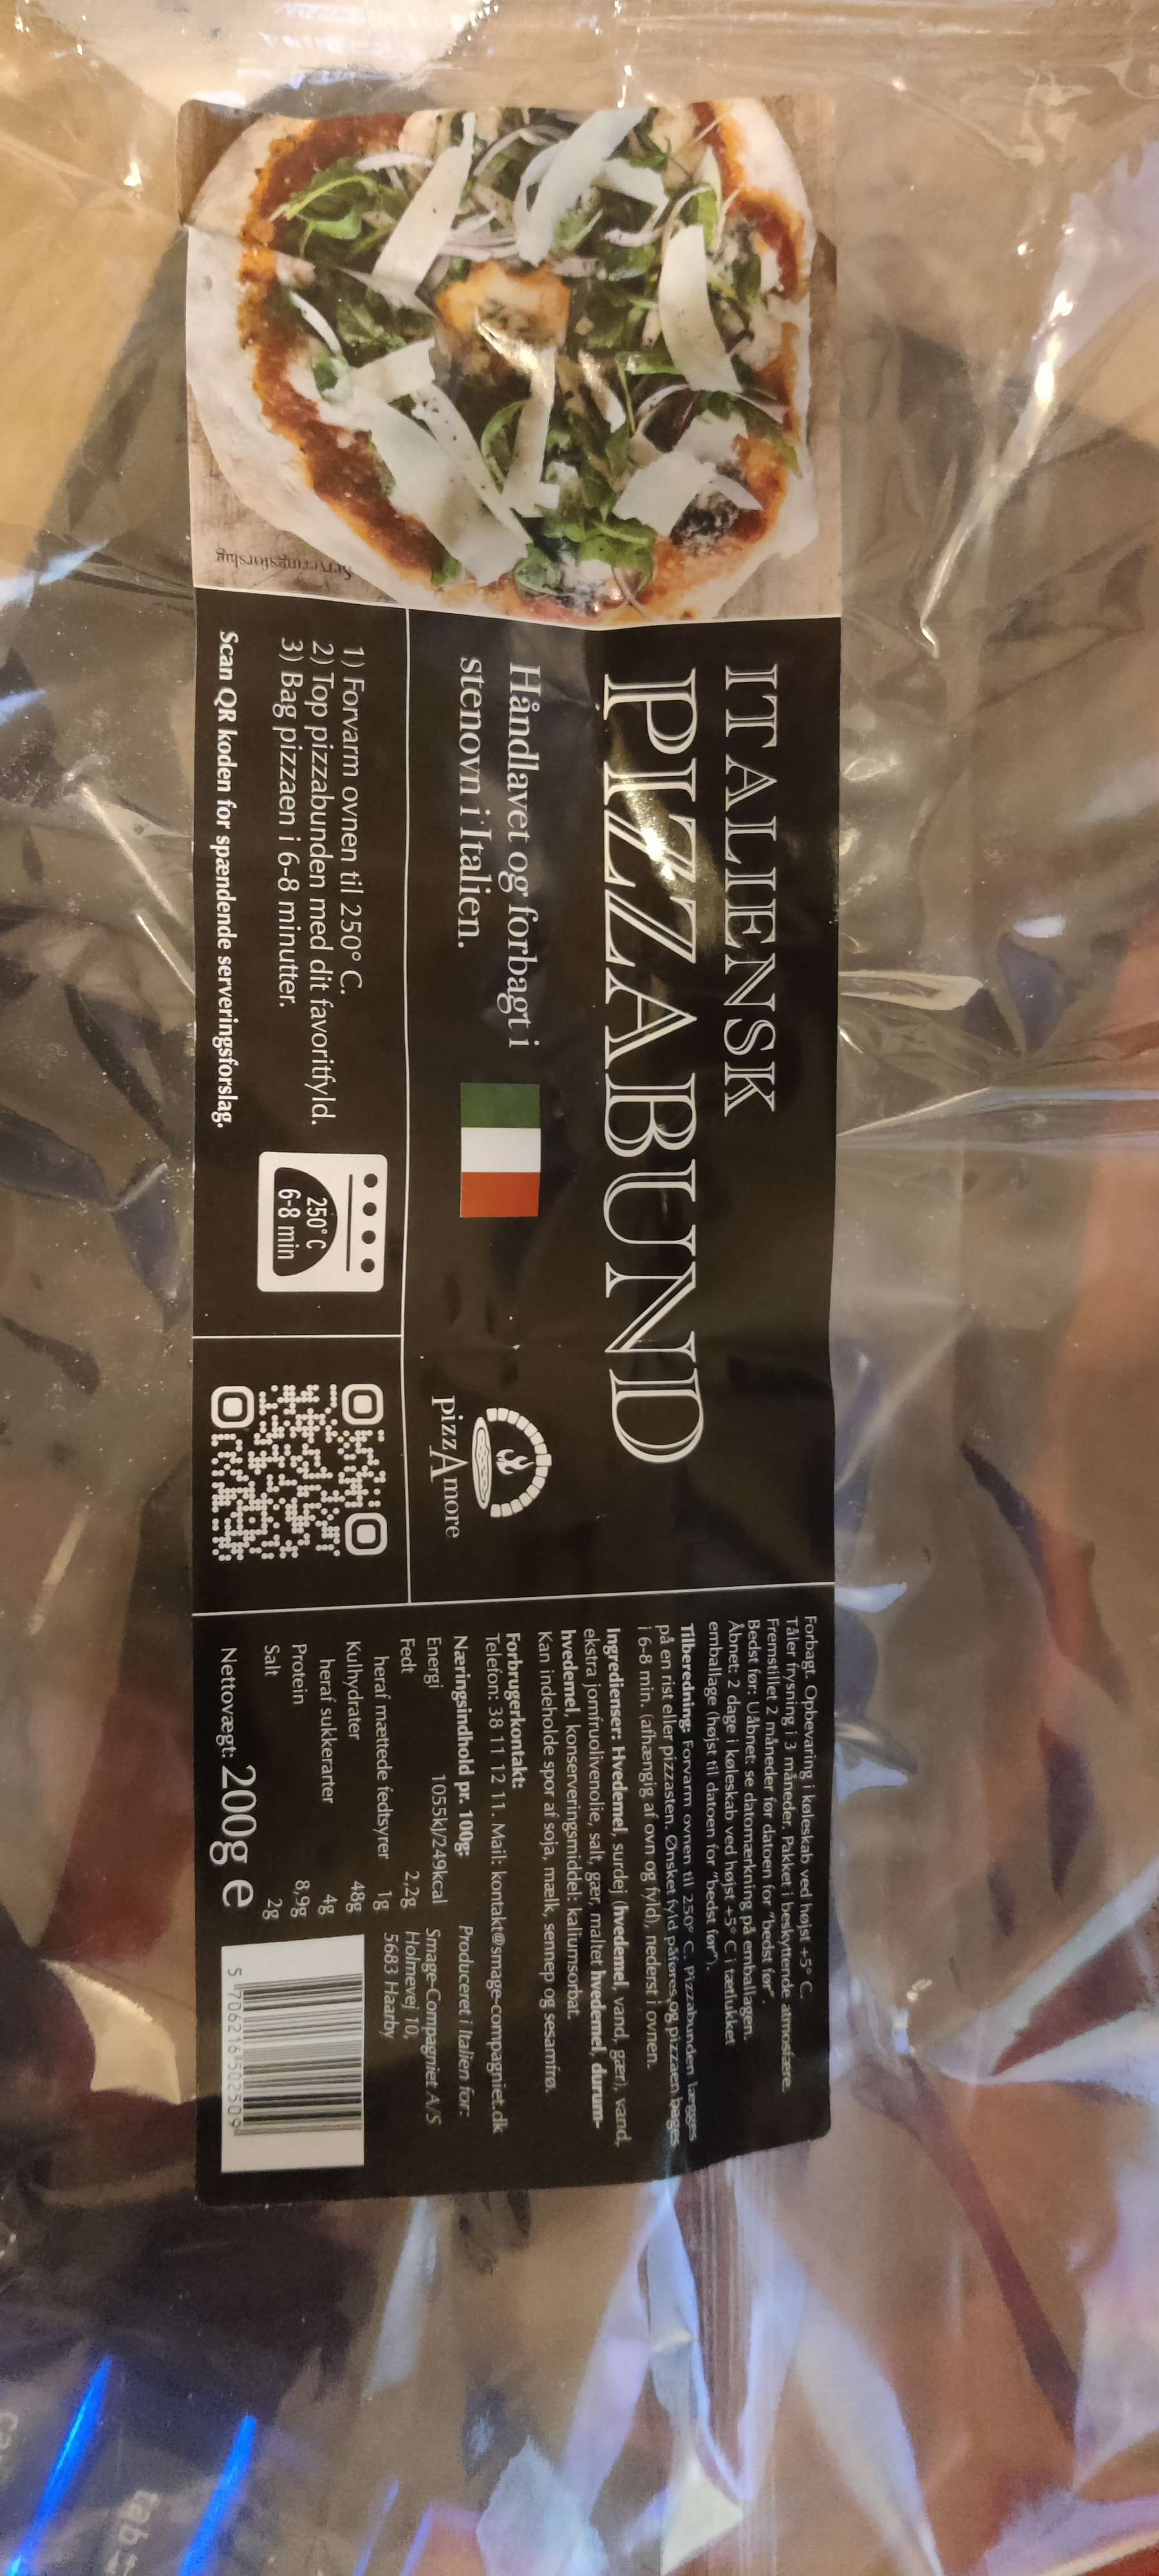 Serveringsforslag
ITALIENSK
PIZZABUND
Håndlavet og forbagt i
stenovn i Italien.
pizzAmore
1) Forvarm ovnen til 250° C.
2) Top pizzabunden med dit favoritfyld.
3) Bag pizzaen i 6-8 minutter.
Scan QR koden for spændende serveringsforslag.
250° C
6-8 min
Forbagt. Opbevaring i køleskab ved højst +5° C.
Tåler frysning i 3 måneder. Pakket i beskyttende atmosfære.
Fremstillet 2 måneder før datoen for "bedst før".
Bedst før: Uåbnet: se datomærkning på emballagen.
Åbnet: 2 dage i køleskab ved højst +5° C i tætlukket
emballage (højst til datoen for "bedst før").
Tilberedning: Forvarm ovnen til 250° C. Pizzabunden lægges
på en rist eller pizzasten. Ønsket fyld påføres og pizzaen bages
i 6-8 min. (afhængig af ovn og fyld), nederst i ovnen.
Ingredienser: Hvedemel, surdej (hvedemel, vand, gær), vand,
ekstra jomfruolivenolie, salt, gær, maltet hvedemel, durum-
hvedemel, konserveringsmiddel: kaliumsorbat.
Kan indeholde spor af soja, mælk, sennep og sesamfrø.
Forbrugerkontakt:
Telefon: 38 11 12 11. Mail: kontakt@smage-compagniet.dk
Næringsindhold pr. 100g:
Energi 1055kJ/249kcal
Fedt 2,2g
heraf mættede fedtsyrer 1g
Kulhydrater 48g
heraf sukkerarter 4g
Protein 8,9g
Salt 2g
Produceret i Italien for:
Smage-Compagniet A/S
Holmevej 10,
5683 Haarby
Nettovægt: 200g e
5 706216 502509